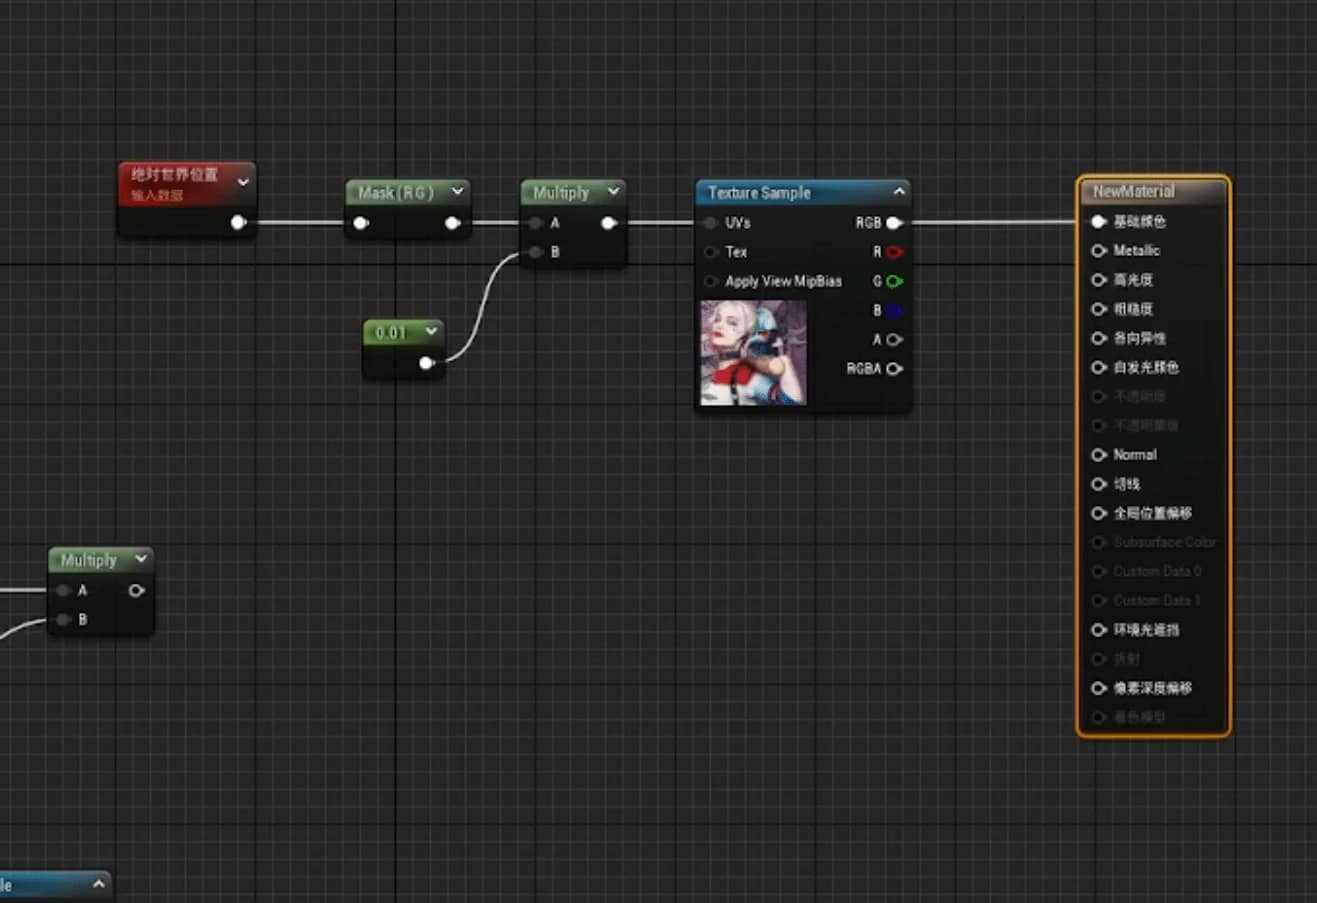 绝对世界位置
输入数据
Mask ( R G )
Multiply
A
B
0.01
Texture Sample
UVs
RGB
Tex
R
Apply View MipBias
G
B
A
RGBA
NewMaterial
基础颜色
Metallic
高光度
粗糙度
各向异性
自发光颜色
不透明度
不透明蒙版
Normal
切线
全局位置偏移
Subsurface Color
Custom Data 0
Custom Data 1
环境光遮挡
折射
像素深度偏移
着色模型
Multiply
A
B
le